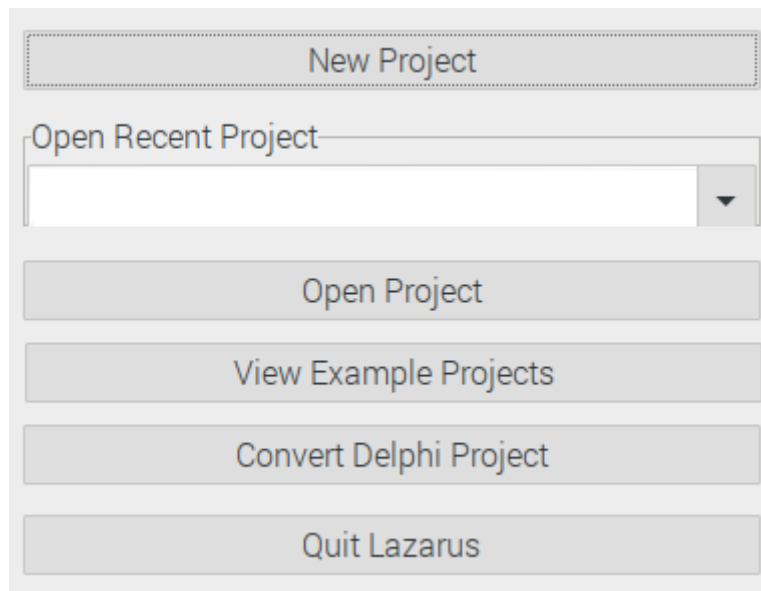 New Project
Open Recent Project
Open Project
View Example Projects
Convert Delphi Project
Quit Lazarus